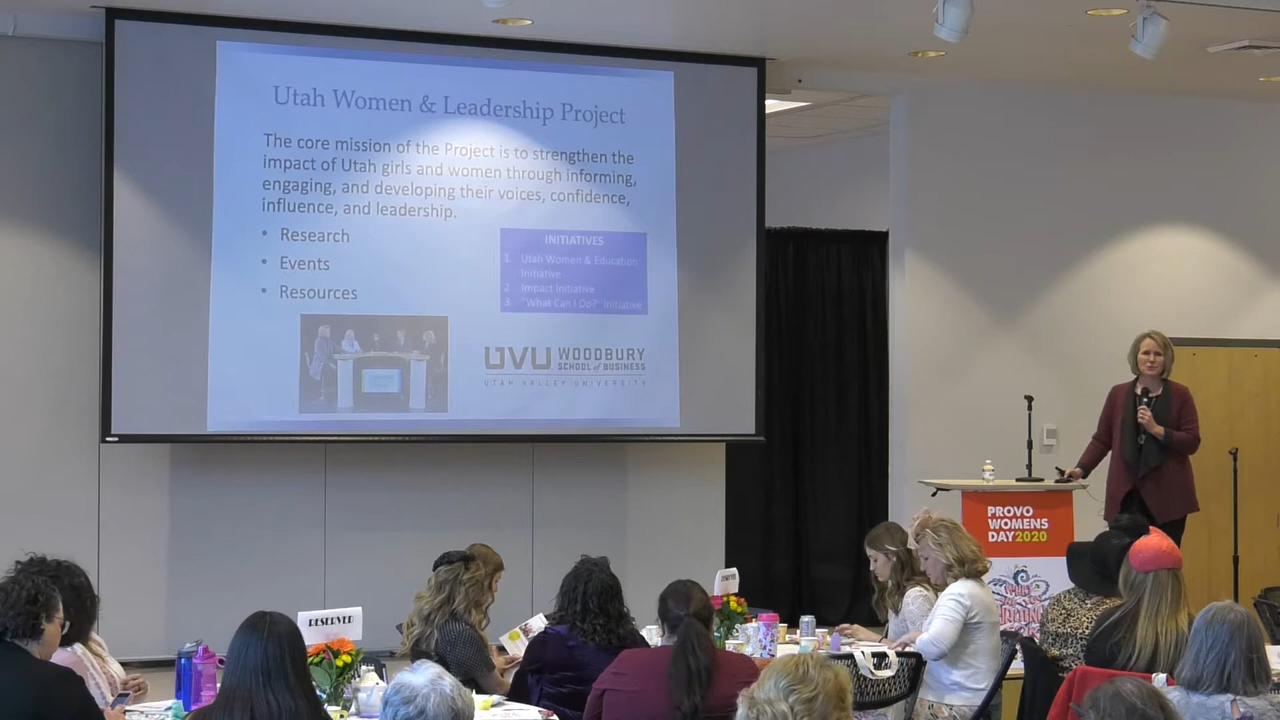 Utah Women & Leadership Project
The core mission of the Project is to strengthen the
impact of Utah girls and women through informing,
engaging, and developing their voices, confidence,
influence, and leadership.
• Research
• Events
• Resources
INITIATIVES
1. Utah Women & Education
Initiative
2. Impact Initiative
3. "What Can I Do?" Initiative
UVU WOODBURY
SCHOOL of BUSINESS
UTAH VALLEY UNIVERSITY
PROVO
WOMENS
DAY2020
RESERVED
RESERVED